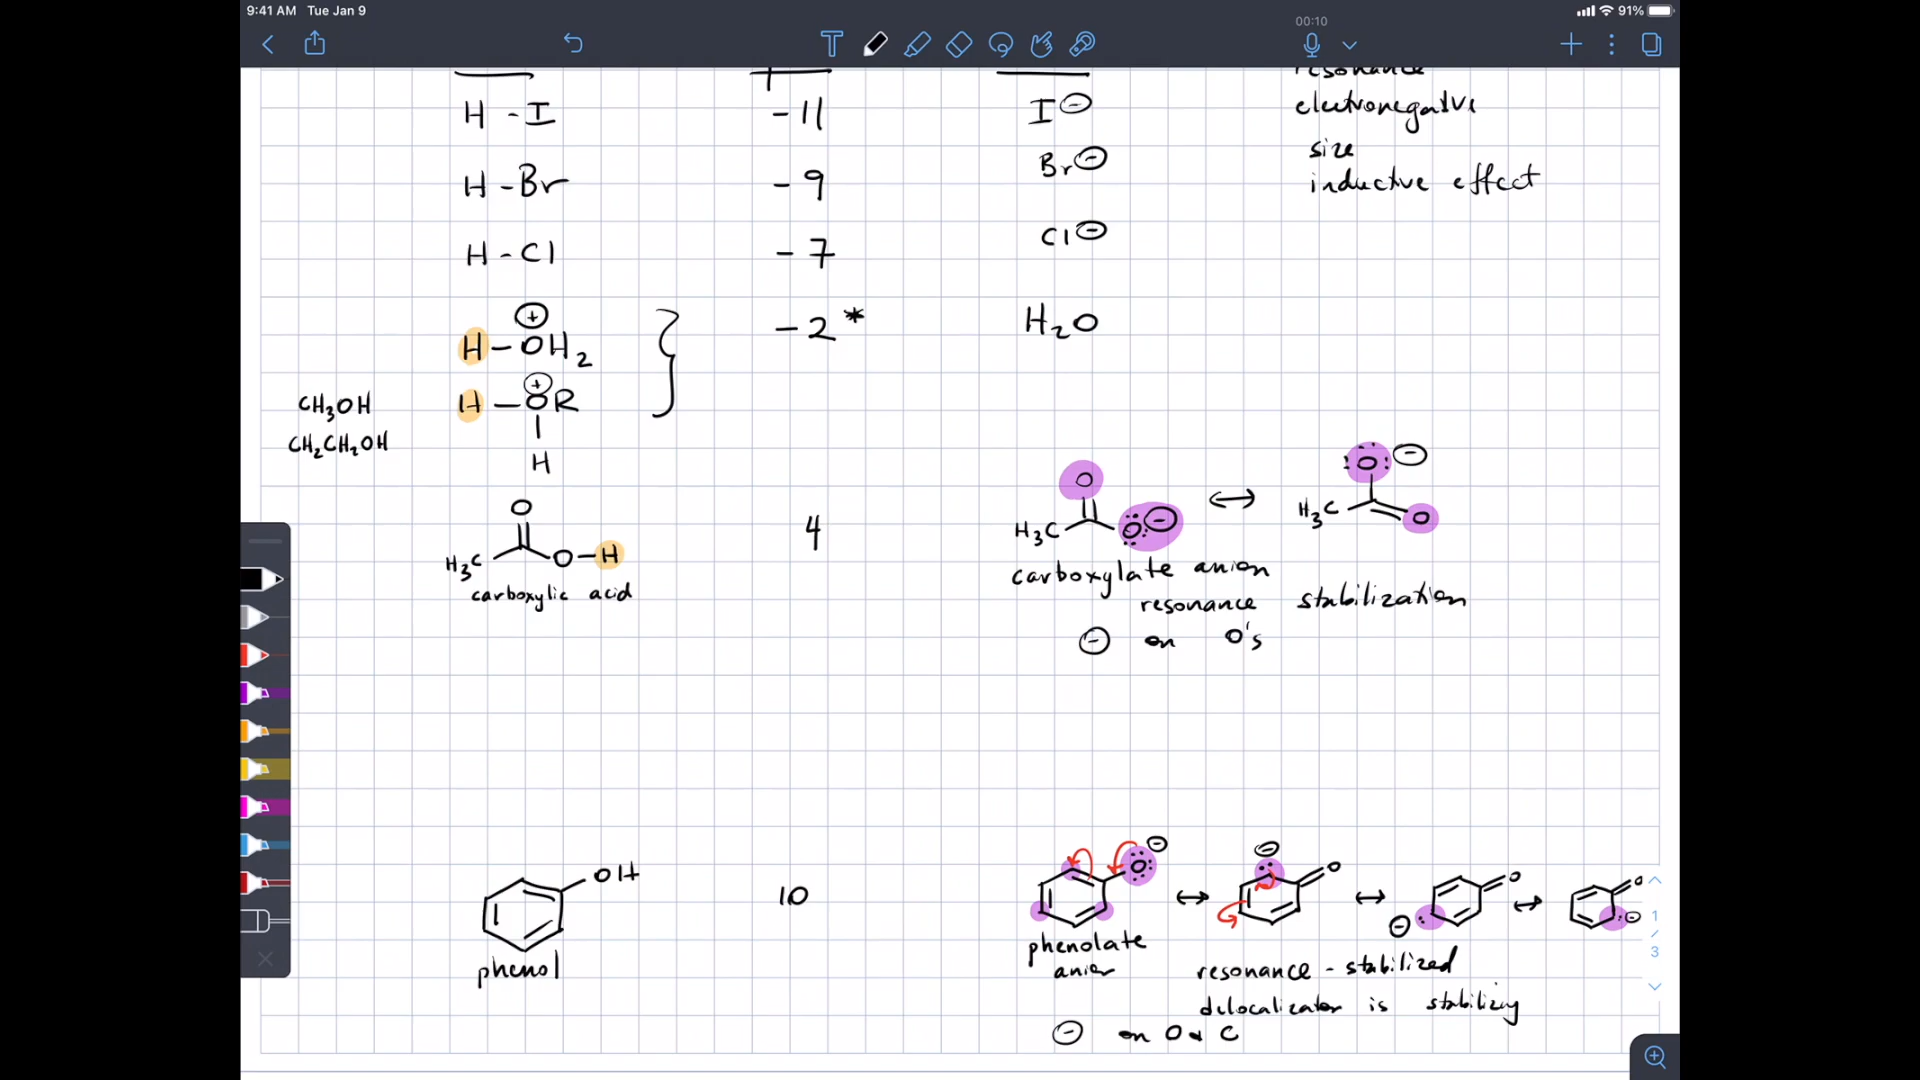 9:41 AM Tue Jan 9
91%
00:10
resonance
H - I
-11
I⊖
electronegative
size
H - Br
-9
Br⊖
inductive effect
H - Cl
-7
Cl⊖
⊕
H - OH2
-2 *
H2O
⊕
H - OR
H
CH3OH
CH2CH2OH
O
H3C
O - H
carboxylic acid
4
O
H3C
O⊖
↔
O ⊖
H3C
O
carboxylate anion
resonance stabilization
⊖ on O's
OH
phenol
10
O ⊖
↔
⊖
O
↔
O
⊖
↔
O
⊖
phenolate
anion
resonance - stabilized
delocalization is stabilizing
⊖ on O & C
1
/
3